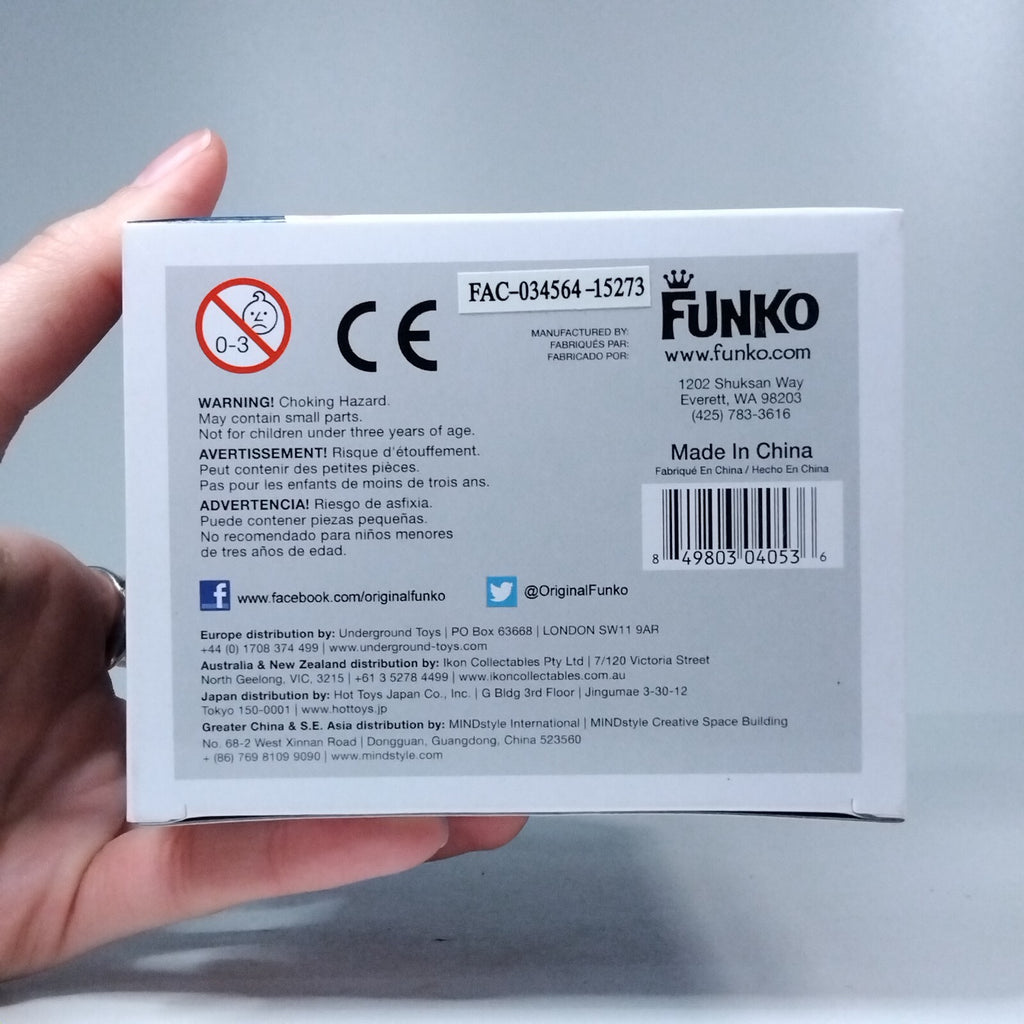 0-3
CE
FAC-034564-15273
MANUFACTURED BY:
FABRIQUÉS PAR:
FABRICADO POR:
FUNKO
www.funko.com
1202 Shuksan Way
Everett, WA 98203
(425) 783-3616
Made In China
Fabriqué En China / Hecho En China
8 49803 04053 6
WARNING! Choking Hazard.
May contain small parts.
Not for children under three years of age.
AVERTISSEMENT! Risque d'étouffement.
Peut contenir des petites pièces.
Pas pour les enfants de moins de trois ans.
ADVERTENCIA! Riesgo de asfixia.
Puede contener piezas pequeñas.
No recomendado para niños menores
de tres años de edad.
f www.facebook.com/originalfunko
@OriginalFunko
Europe distribution by: Underground Toys | PO Box 63668 | LONDON SW11 9AR
+44 (0) 1708 374 499 | www.underground-toys.com
Australia & New Zealand distribution by: Ikon Collectables Pty Ltd | 7/120 Victoria Street
North Geelong, VIC, 3215 | +61 3 5278 4499 | www.ikoncollectables.com.au
Japan distribution by: Hot Toys Japan Co., Inc. | G Bldg 3rd Floor | Jingumae 3-30-12
Tokyo 150-0001 | www.hottoys.jp
Greater China & S.E. Asia distribution by: MINDstyle International | MINDstyle Creative Space Building
No. 68-2 West Xinnan Road | Dongguan, Guangdong, China 523560
+ (86) 769 8109 9090 | www.mindstyle.com